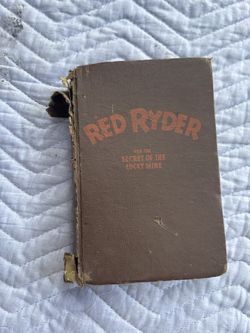 RED RYDER
AND THE
SECRET OF THE
LUCKY MINE